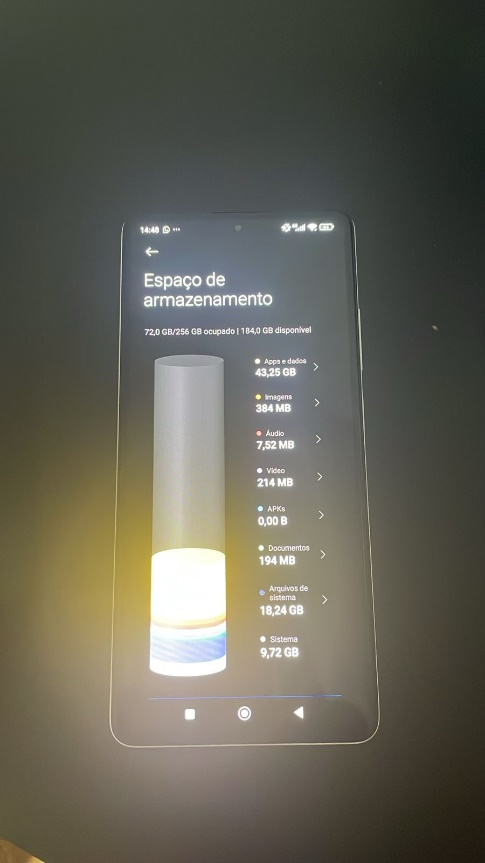 14:48
Espaço de
armazenamento
72,0 GB/256 GB ocupado | 184,0 GB disponível
Apps e dados
43,25 GB
Imagens
384 MB
Áudio
7,52 MB
Vídeo
214 MB
APKs
0,00 B
Documentos
194 MB
Arquivos de
sistema
18,24 GB
Sistema
9,72 GB